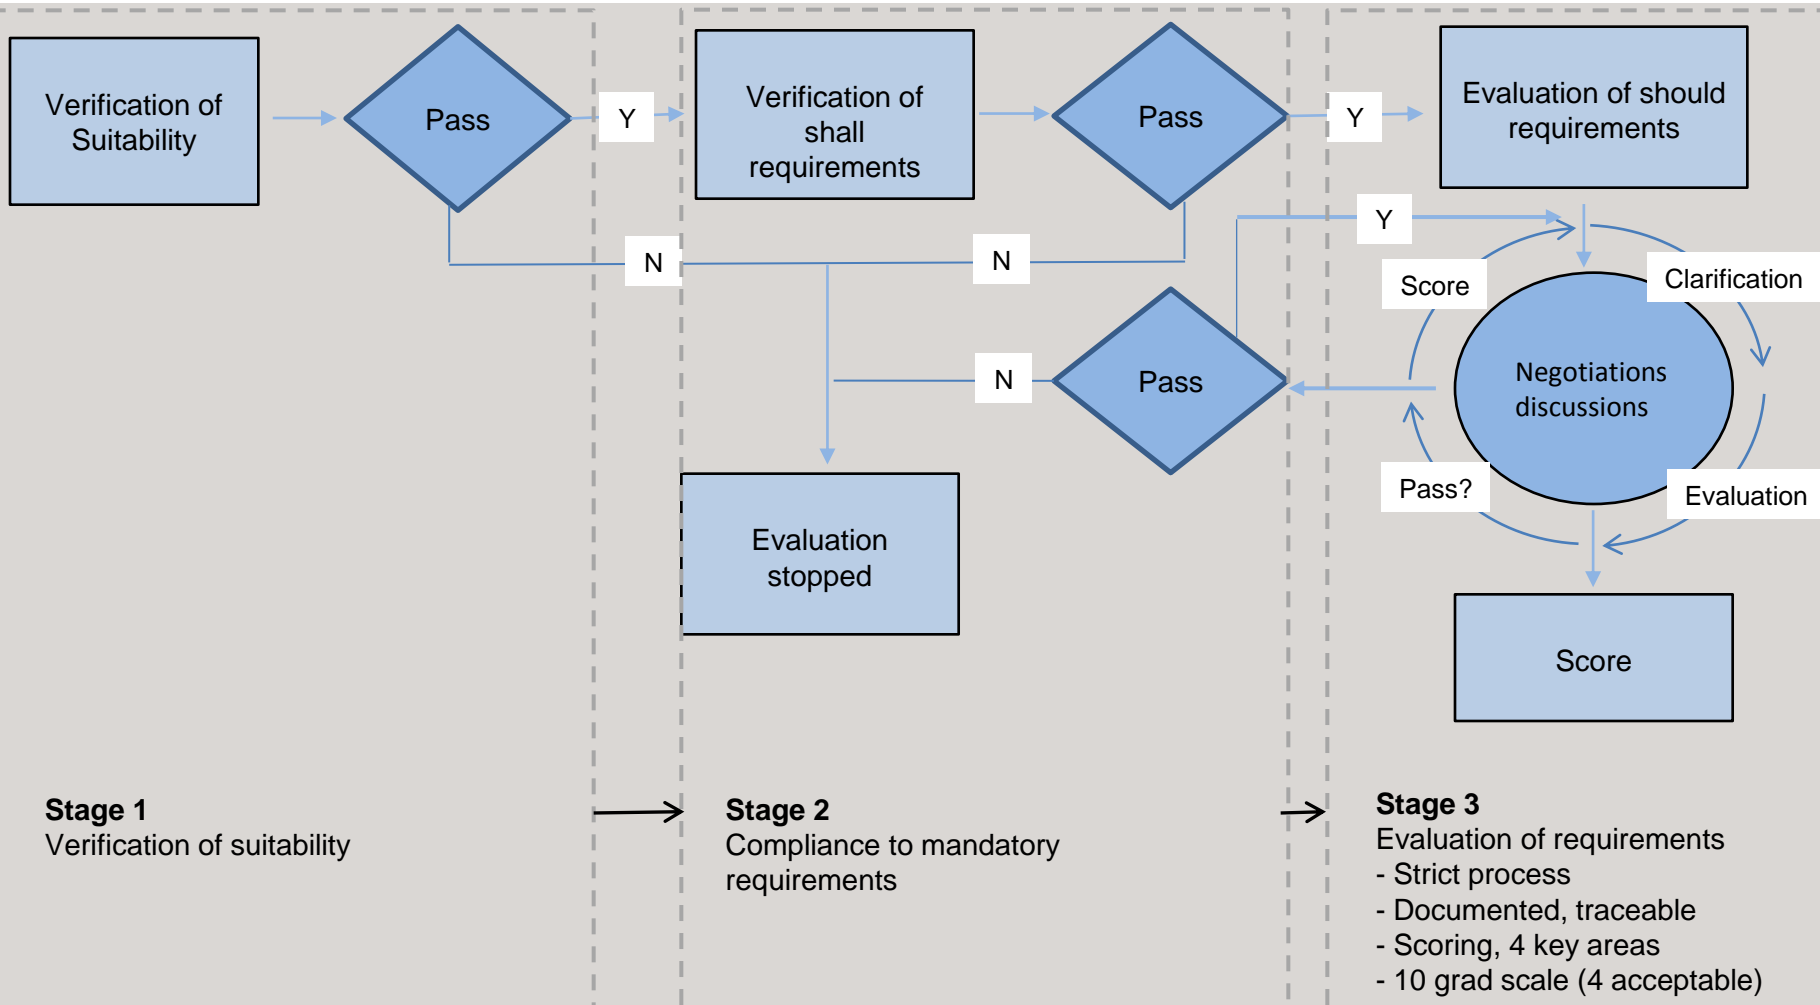 Verification of
Suitability
Pass
Y
Verification of
shall
requirements
Pass
Y
Evaluation of should
requirements
N
N
Y
Score
Clarification
N
Pass
Negotiations
discussions
Pass?
Evaluation
Evaluation
stopped
Score
Stage 1
Verification of suitability
Stage 2
Compliance to mandatory
requirements
Stage 3
Evaluation of requirements
- Strict process
- Documented, traceable
- Scoring, 4 key areas
- 10 grad scale (4 acceptable)